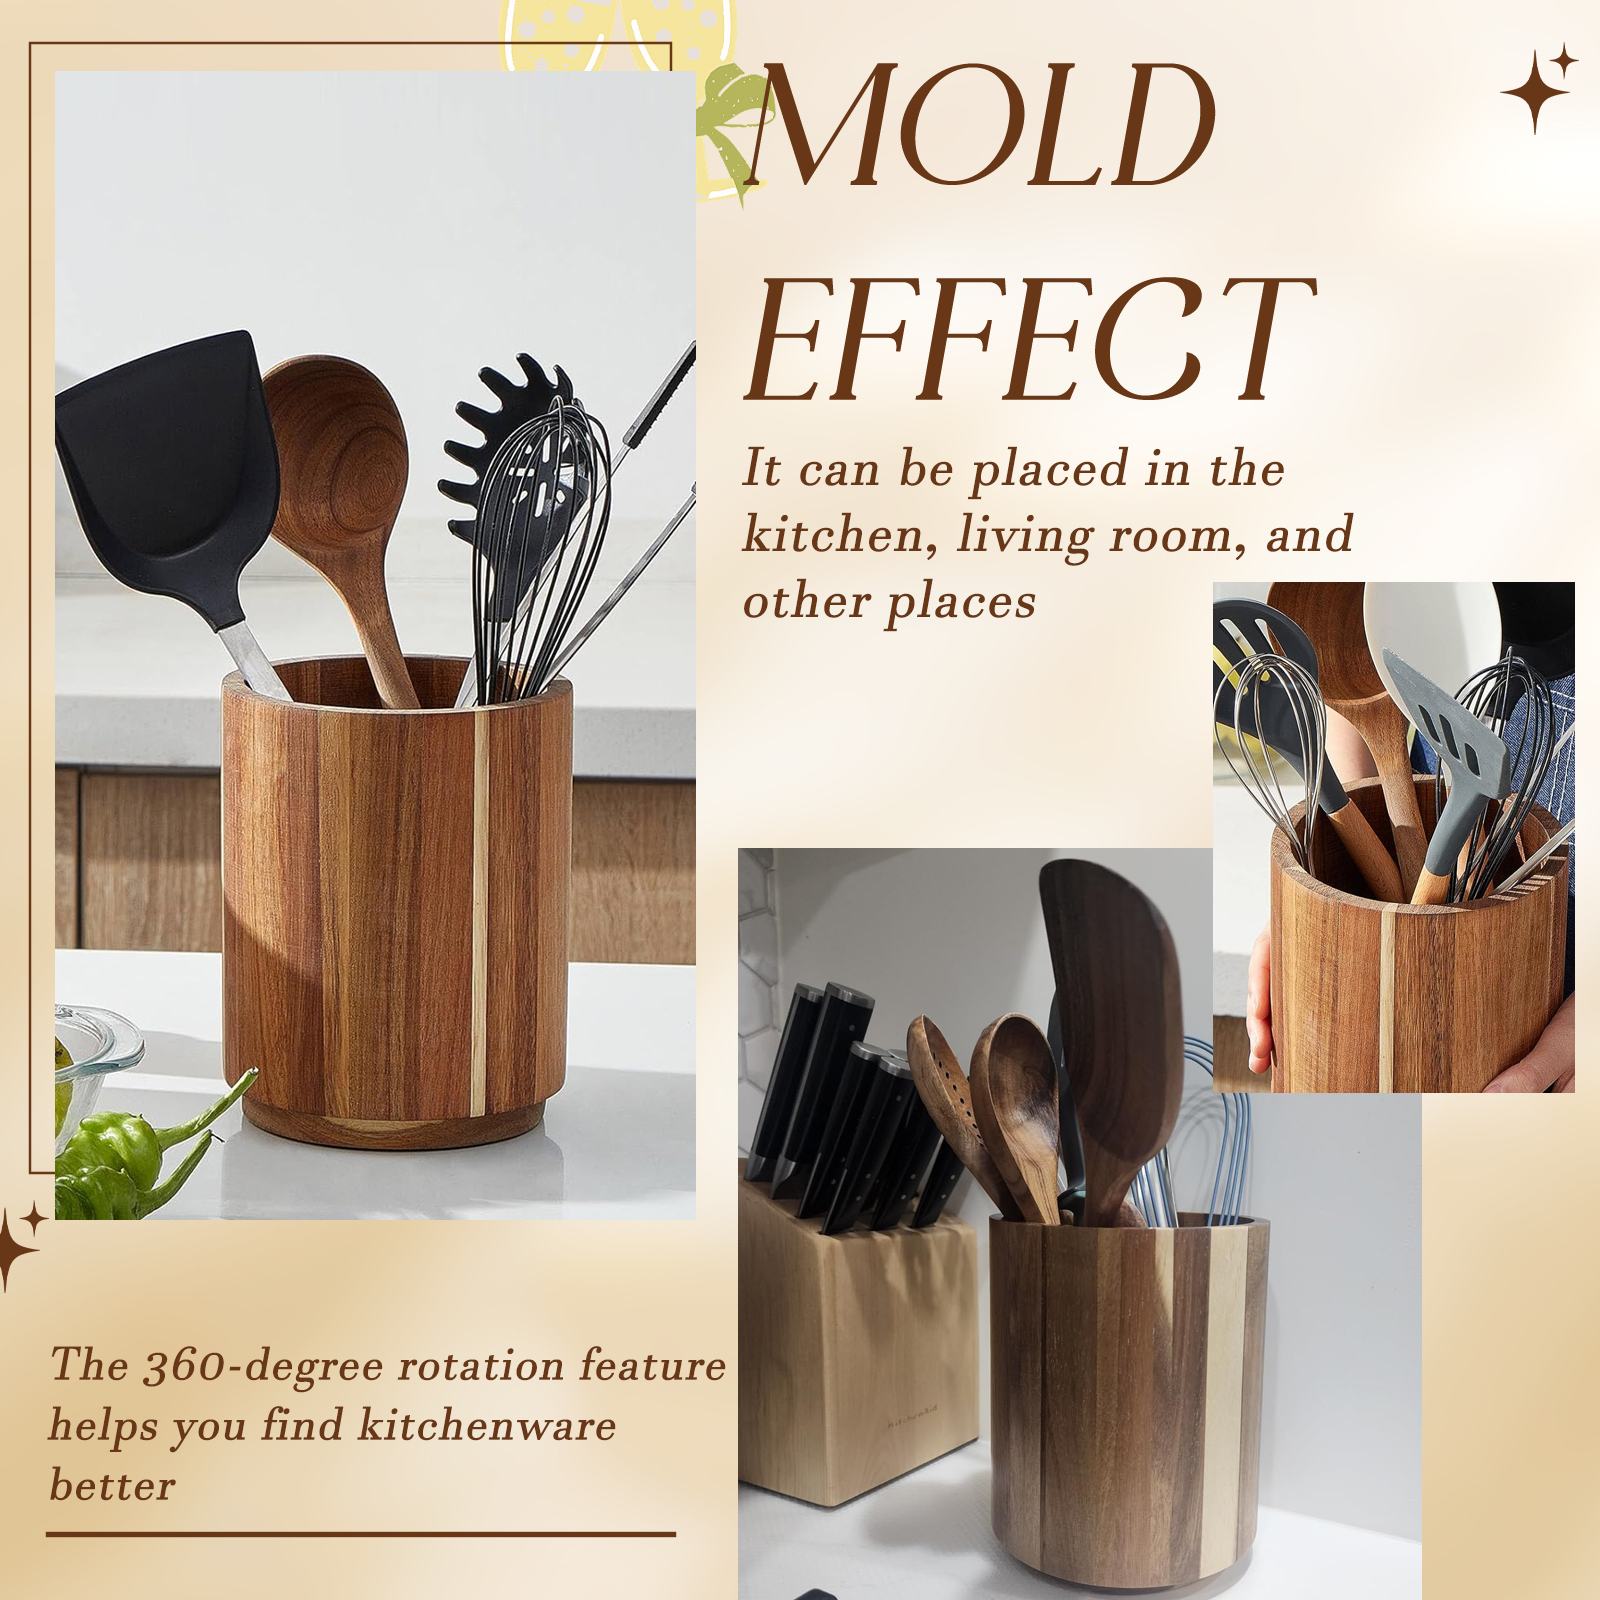 MOLD
EFFECT
It can be placed in the
kitchen, living room, and
other places
The 360-degree rotation feature
helps you find kitchenware
better